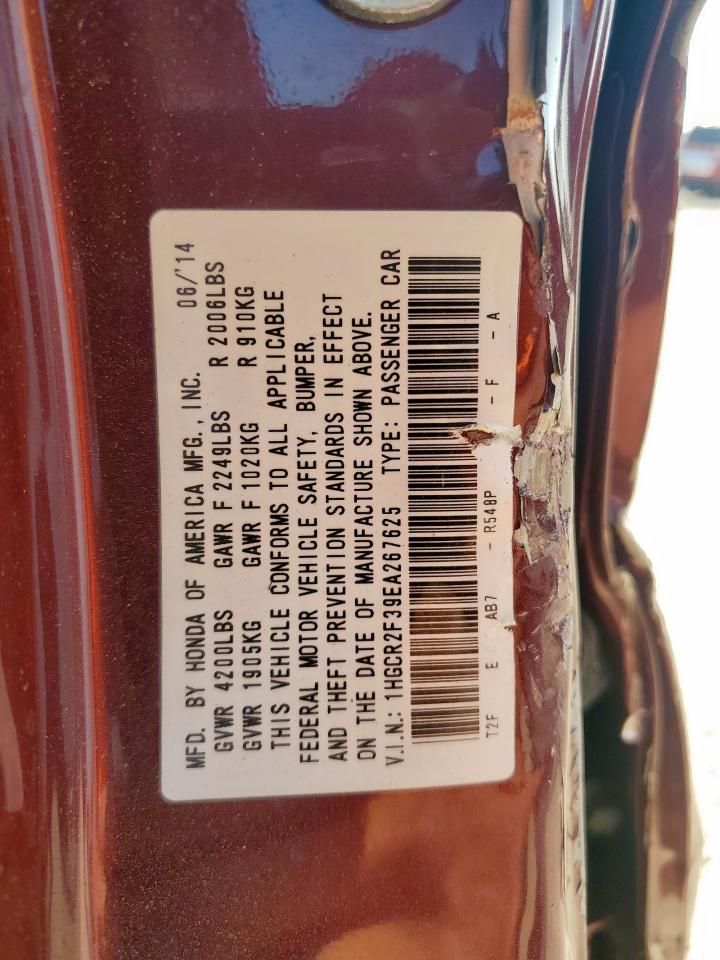 MFD. BY HONDA OF AMERICA MFG., INC. 06/'14
GVWR 4200LBS GAWR F 2249LBS R 2006LBS
GVWR 1905KG GAWR F 1020KG R 910KG
THIS VEHICLE CONFORMS TO ALL APPLICABLE
FEDERAL MOTOR VEHICLE SAFETY, BUMPER,
AND THEFT PREVENTION STANDARDS IN EFFECT
ON THE DATE OF MANUFACTURE SHOWN ABOVE.
V.I.N.: 1HGCR2F39EA267625 TYPE: PASSENGER CAR
T2F E AB7 - R548P - F - A